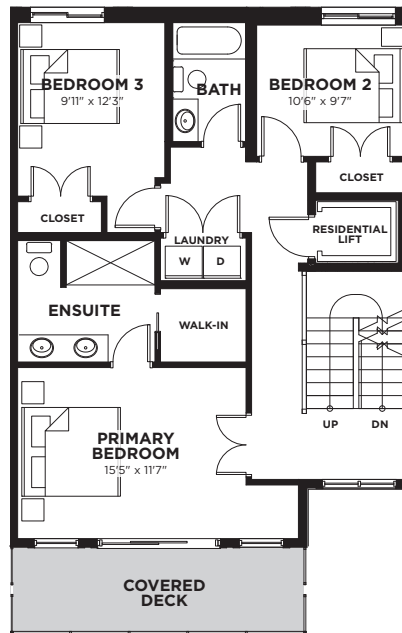 BEDROOM 3
9'11" x 12'3"
BATH
BEDROOM 2
10'6" x 9'7"
CLOSET
CLOSET
RESIDENTIAL
LIFT
LAUNDRY
W D
ENSUITE
WALK-IN
UP DN
PRIMARY
BEDROOM
15'5" x 11'7"
COVERED
DECK